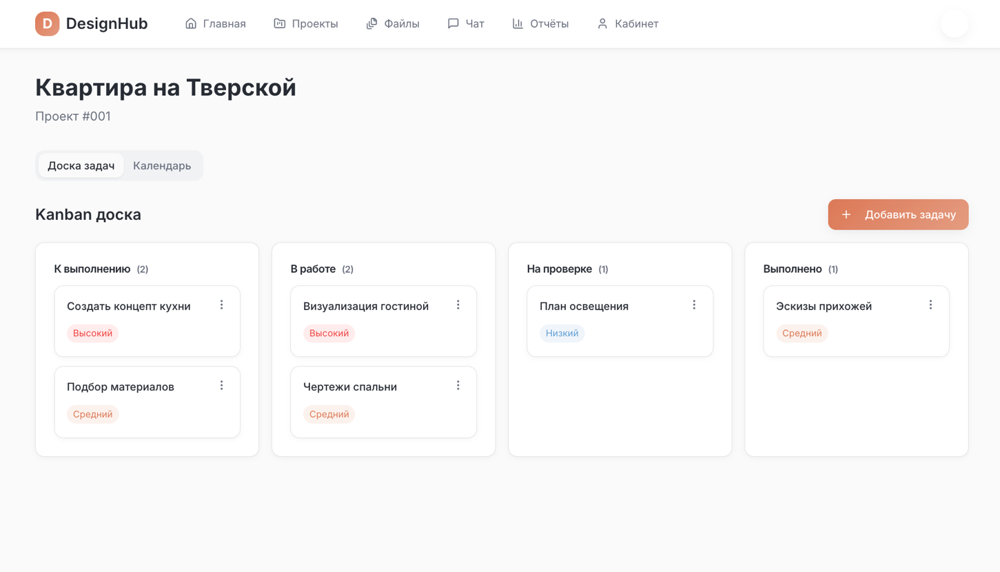 D DesignHub Главная Проекты Файлы Чат Отчёты Кабинет
Квартира на Тверской
Проект #001
Доска задач Календарь
Kanban доска
+ Добавить задачу
К выполнению (2)
Создать концепт кухни
Высокий
Подбор материалов
Средний
В работе (2)
Визуализация гостиной
Высокий
Чертежи спальни
Средний
На проверке (1)
План освещения
Низкий
Выполнено (1)
Эскизы прихожей
Средний